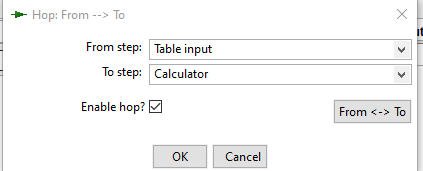 Hop: From --> To
From step: Table input
To step: Calculator
Enable hop?
From <-> To
OK Cancel